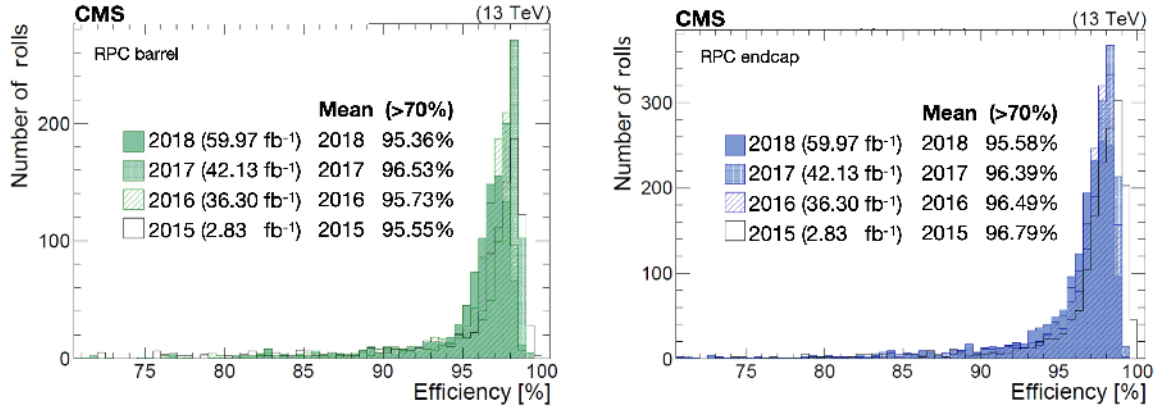 CMS (13 TeV)
RPC barrel
Number of rolls
Mean (>70%)
2018 (59.97 fb⁻¹) 2018 95.36%
2017 (42.13 fb⁻¹) 2017 96.53%
2016 (36.30 fb⁻¹) 2016 95.73%
2015 (2.83 fb⁻¹) 2015 95.55%
200
100
0
75 80 85 90 95 100
Efficiency [%]
CMS (13 TeV)
RPC endcap
Number of rolls
Mean (>70%)
2018 (59.97 fb⁻¹) 2018 95.58%
2017 (42.13 fb⁻¹) 2017 96.39%
2016 (36.30 fb⁻¹) 2016 96.49%
2015 (2.83 fb⁻¹) 2015 96.79%
300
200
100
0
75 80 85 90 95 100
Efficiency [%]